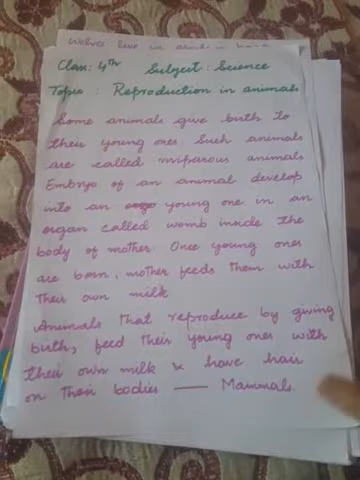 Wolves live in
Class: 4th Subject: Science
Topic : Reproduction in animals
Some animals give birth to
their young ones. Such animals
are called viviparous animals
Embryo of an animal develop
into an young one in an
organ called womb inside the
body of mother. Once young ones
are born, mother feeds them with
their own milk
Animals that reproduce by giving
birth, feed their young ones with
their own milk & have hair
on their bodies — Mammals